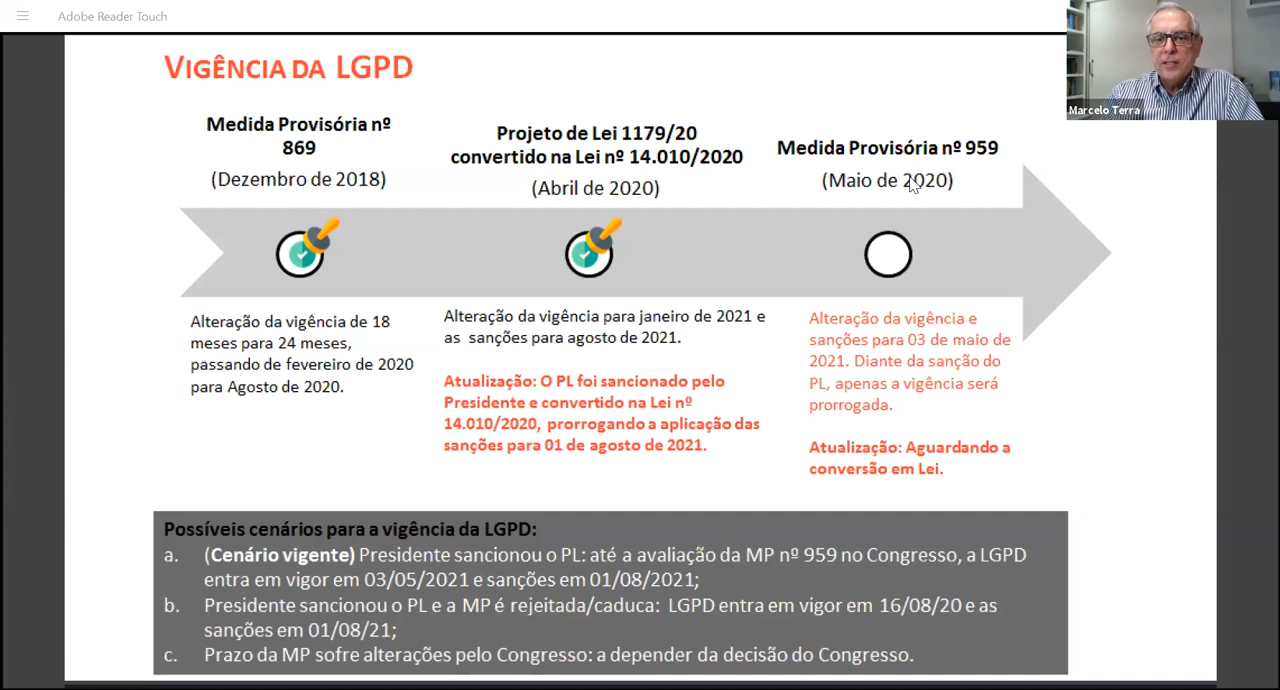 Adobe Reader Touch
Marcelo Terra
VIGÊNCIA DA LGPD
Medida Provisória nº
869
(Dezembro de 2018)
Projeto de Lei 1179/20
convertido na Lei nº 14.010/2020
(Abril de 2020)
Medida Provisória nº 959
(Maio de 2020)
Alteração da vigência de 18
meses para 24 meses,
passando de fevereiro de 2020
para Agosto de 2020.
Alteração da vigência para janeiro de 2021 e
as sanções para agosto de 2021.
Atualização: O PL foi sancionado pelo
Presidente e convertido na Lei nº
14.010/2020, prorrogando a aplicação das
sanções para 01 de agosto de 2021.
Alteração da vigência e
sanções para 03 de maio de
2021. Diante da sanção do
PL, apenas a vigência será
prorrogada.
Atualização: Aguardando a
conversão em Lei.
Possíveis cenários para a vigência da LGPD:
a. (Cenário vigente) Presidente sancionou o PL: até a avaliação da MP nº 959 no Congresso, a LGPD
entra em vigor em 03/05/2021 e sanções em 01/08/2021;
b. Presidente sancionou o PL e a MP é rejeitada/caduca: LGPD entra em vigor em 16/08/20 e as
sanções em 01/08/21;
c. Prazo da MP sofre alterações pelo Congresso: a depender da decisão do Congresso.